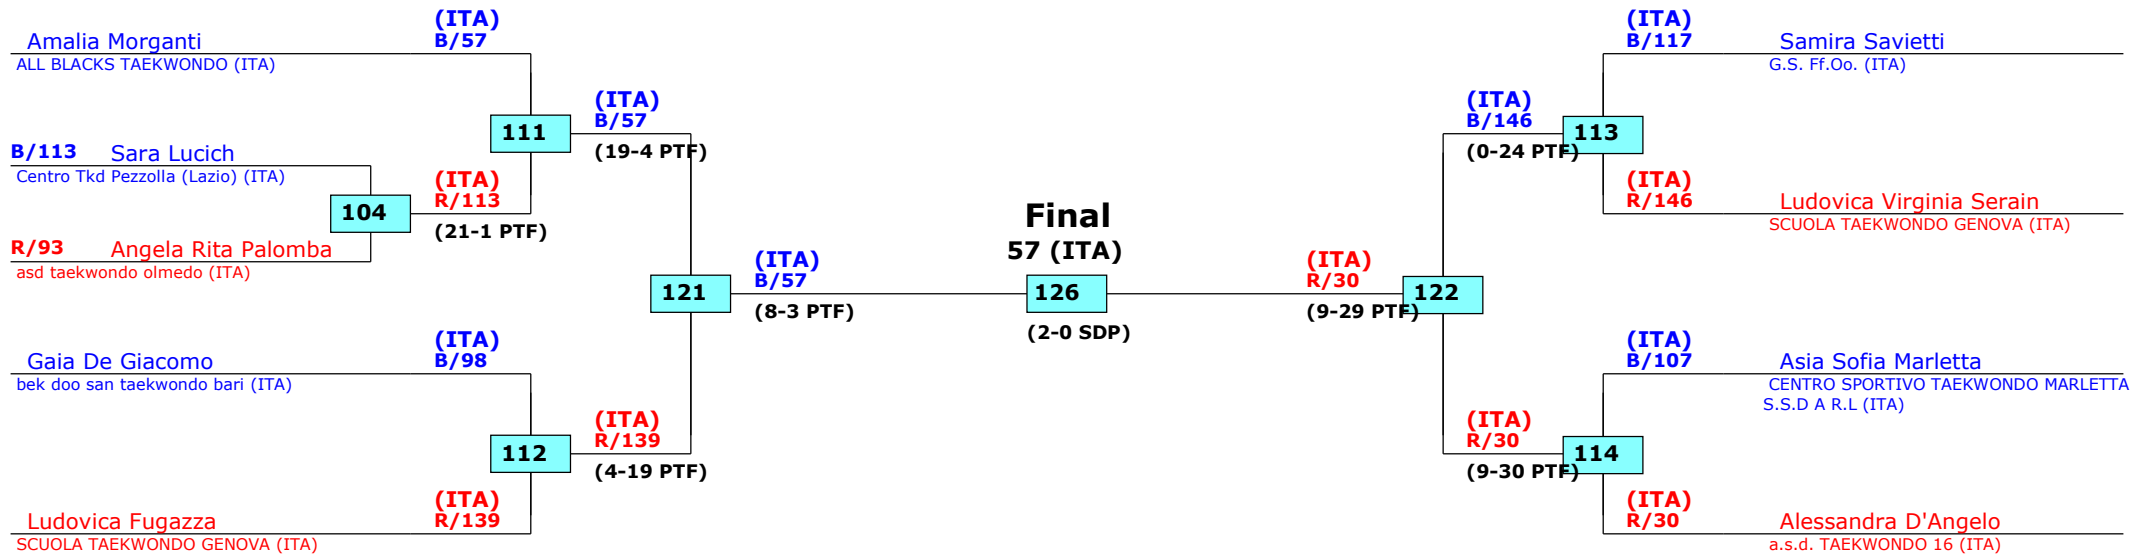 (ITA)
B/57
Amalia Morganti
ALL BLACKS TAEKWONDO (ITA)
111
(ITA)
B/57
(19-4 PTF)
B/113 Sara Lucich
Centro Tkd Pezzolla (Lazio) (ITA)
104
(ITA)
R/113
(21-1 PTF)
R/93 Angela Rita Palomba
asd taekwondo olmedo (ITA)
121
(ITA)
B/57
(8-3 PTF)
Gaia De Giacomo
bek doo san taekwondo bari (ITA)
(ITA)
B/98
112
(ITA)
R/139
(4-19 PTF)
(ITA)
R/139
Ludovica Fugazza
SCUOLA TAEKWONDO GENOVA (ITA)
Final
57 (ITA)
126
(2-0 SDP)
(ITA)
R/30
(9-29 PTF)
122
(ITA)
B/117
Samira Savietti
G.S. Ff.Oo. (ITA)
(ITA)
B/146
(0-24 PTF)
113
(ITA)
R/146
Ludovica Virginia Serain
SCUOLA TAEKWONDO GENOVA (ITA)
(ITA)
B/107
Asia Sofia Marletta
CENTRO SPORTIVO TAEKWONDO MARLETTA
S.S.D A R.L (ITA)
(ITA)
R/30
(9-30 PTF)
114
(ITA)
R/30
Alessandra D'Angelo
a.s.d. TAEKWONDO 16 (ITA)